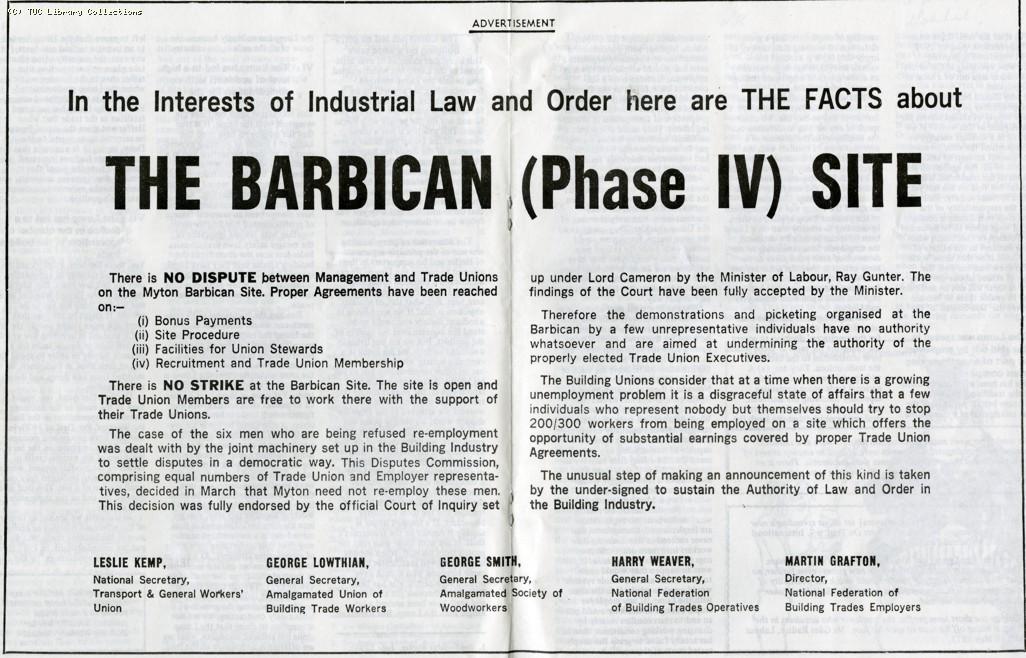 (C) TUC Library Collections
ADVERTISEMENT
In the Interests of Industrial Law and Order here are THE FACTS about
THE BARBICAN (Phase IV) SITE
There is NO DISPUTE between Management and Trade Unions
on the Myton Barbican Site. Proper Agreements have been reached
on:—
(i) Bonus Payments
(ii) Site Procedure
(iii) Facilities for Union Stewards
(iv) Recruitment and Trade Union Membership
There is NO STRIKE at the Barbican Site. The site is open and
Trade Union Members are free to work there with the support of
their Trade Unions.
The case of the six men who are being refused re-employment
was dealt with by the joint machinery set up in the Building Industry
to settle disputes in a democratic way. This Disputes Commission,
comprising equal numbers of Trade Union and Employer representa-
tives, decided in March that Myton need not re-employ these men.
This decision was fully endorsed by the official Court of Inquiry set
up under Lord Cameron by the Minister of Labour, Ray Gunter. The
findings of the Court have been fully accepted by the Minister.
Therefore the demonstrations and picketing organised at the
Barbican by a few unrepresentative individuals have no authority
whatsoever and are aimed at undermining the authority of the
properly elected Trade Union Executives.
The Building Unions consider that at a time when there is a growing
unemployment problem it is a disgraceful state of affairs that a few
individuals who represent nobody but themselves should try to stop
200/300 workers from being employed on a site which offers the
opportunity of substantial earnings covered by proper Trade Union
Agreements.
The unusual step of making an announcement of this kind is taken
by the under-signed to sustain the Authority of Law and Order in
the Building Industry.
LESLIE KEMP,
National Secretary,
Transport & General Workers'
Union
GEORGE LOWTHIAN,
General Secretary,
Amalgamated Union of
Building Trade Workers
GEORGE SMITH,
General Secretary,
Amalgamated Society of
Woodworkers
HARRY WEAVER,
General Secretary,
National Federation
of Building Trades Operatives
MARTIN GRAFTON,
Director,
National Federation of
Building Trades Employers